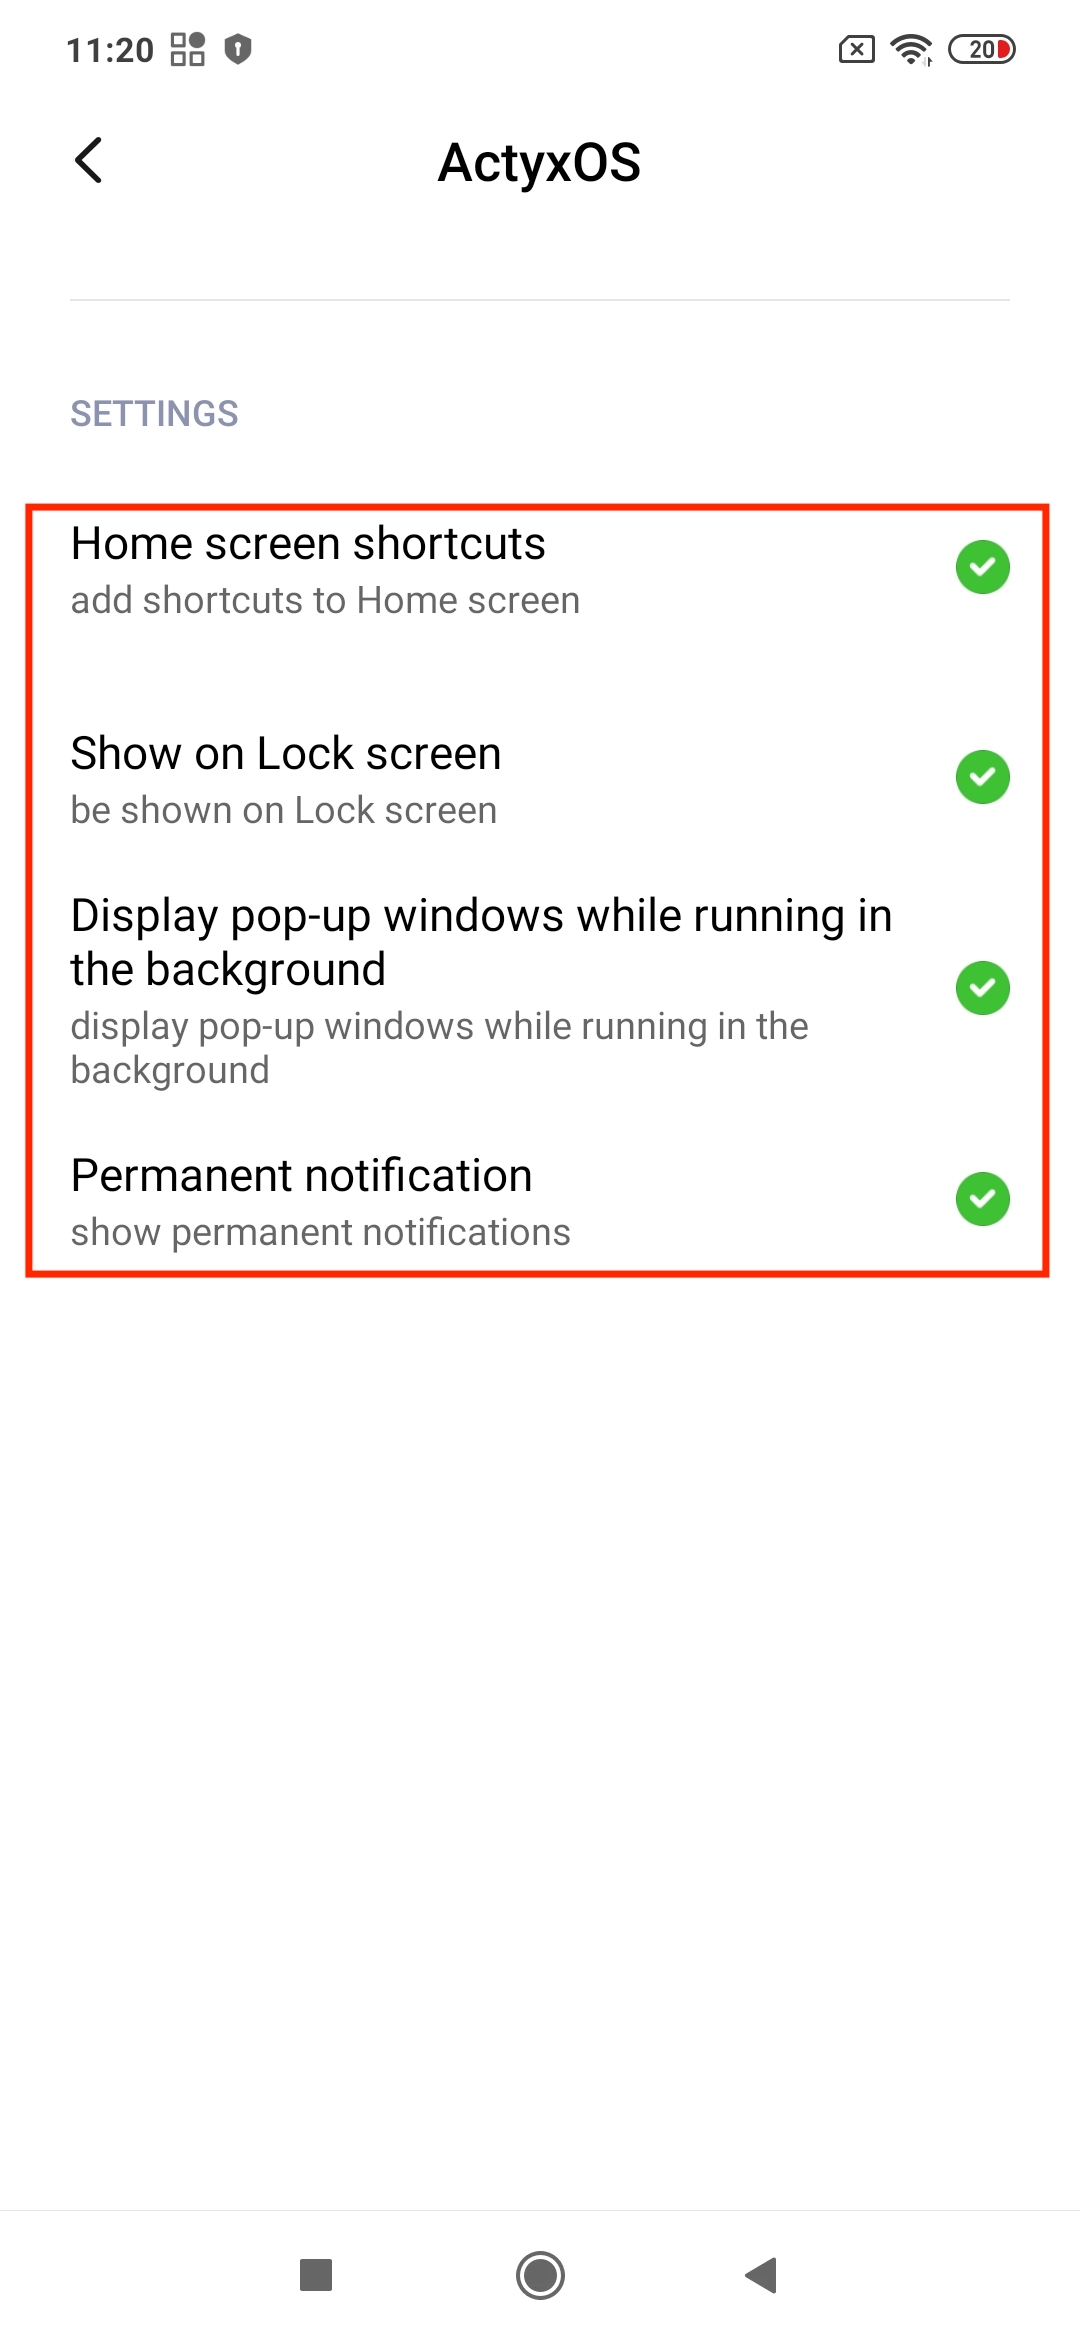 11:20
20
ActyxOS
SETTINGS
Home screen shortcuts
add shortcuts to Home screen
Show on Lock screen
be shown on Lock screen
Display pop-up windows while running in
the background
display pop-up windows while running in the
background
Permanent notification
show permanent notifications